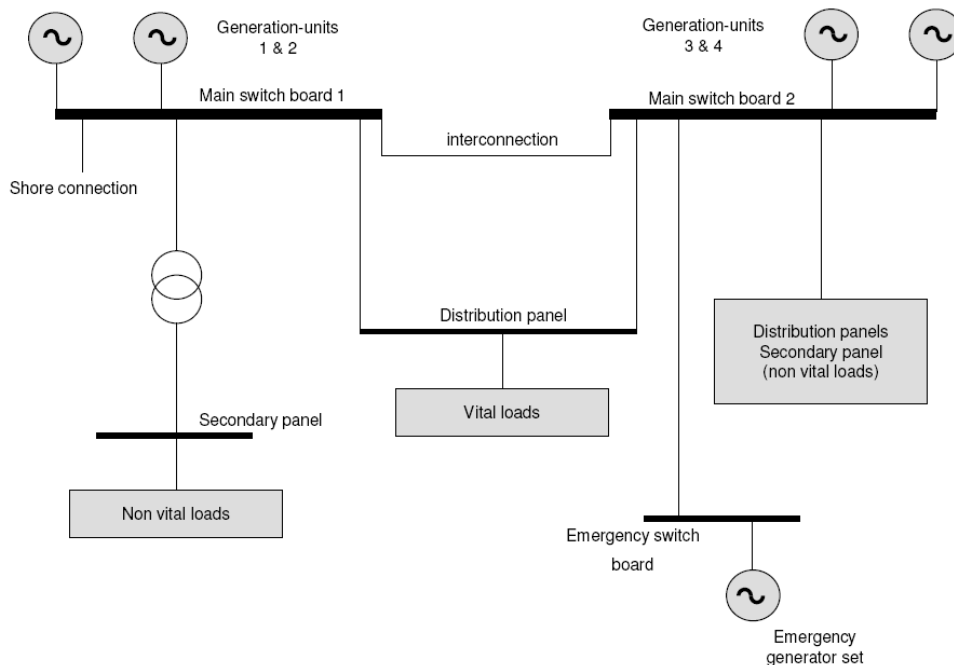 Generation-units
1 & 2
Generation-units
3 & 4
Main switch board 1
Main switch board 2
interconnection
Shore connection
Distribution panel
Distribution panels
Secondary panel
(non vital loads)
Vital loads
Secondary panel
Non vital loads
Emergency switch
board
Emergency
generator set